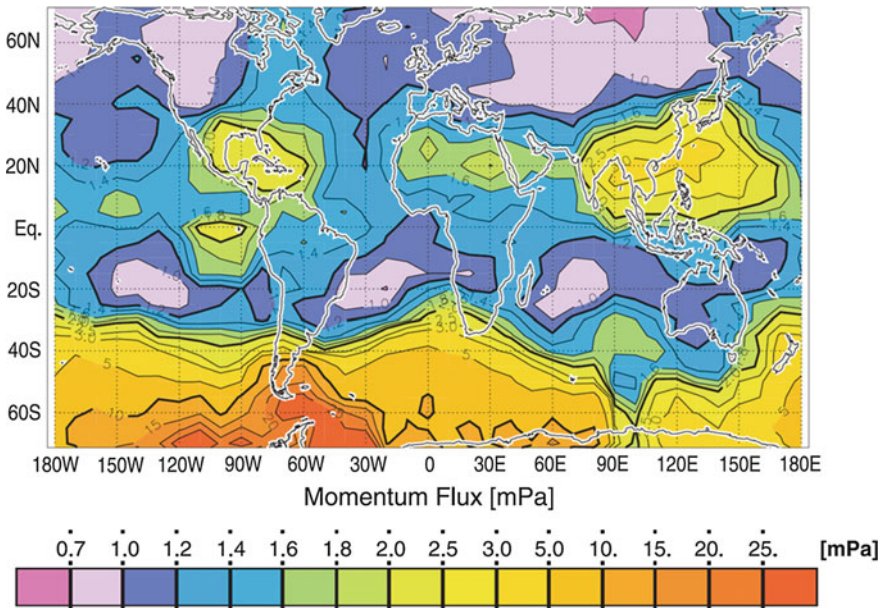 60N
40N
20N
Eq.
20S
40S
60S
180W 150W 120W 90W 60W 30W 0 30E 60E 90E 120E 150E 180E
Momentum Flux [mPa]
0.7 1.0 1.2 1.4 1.6 1.8 2.0 2.5 3.0 5.0 10. 15. 20. 25. [mPa]